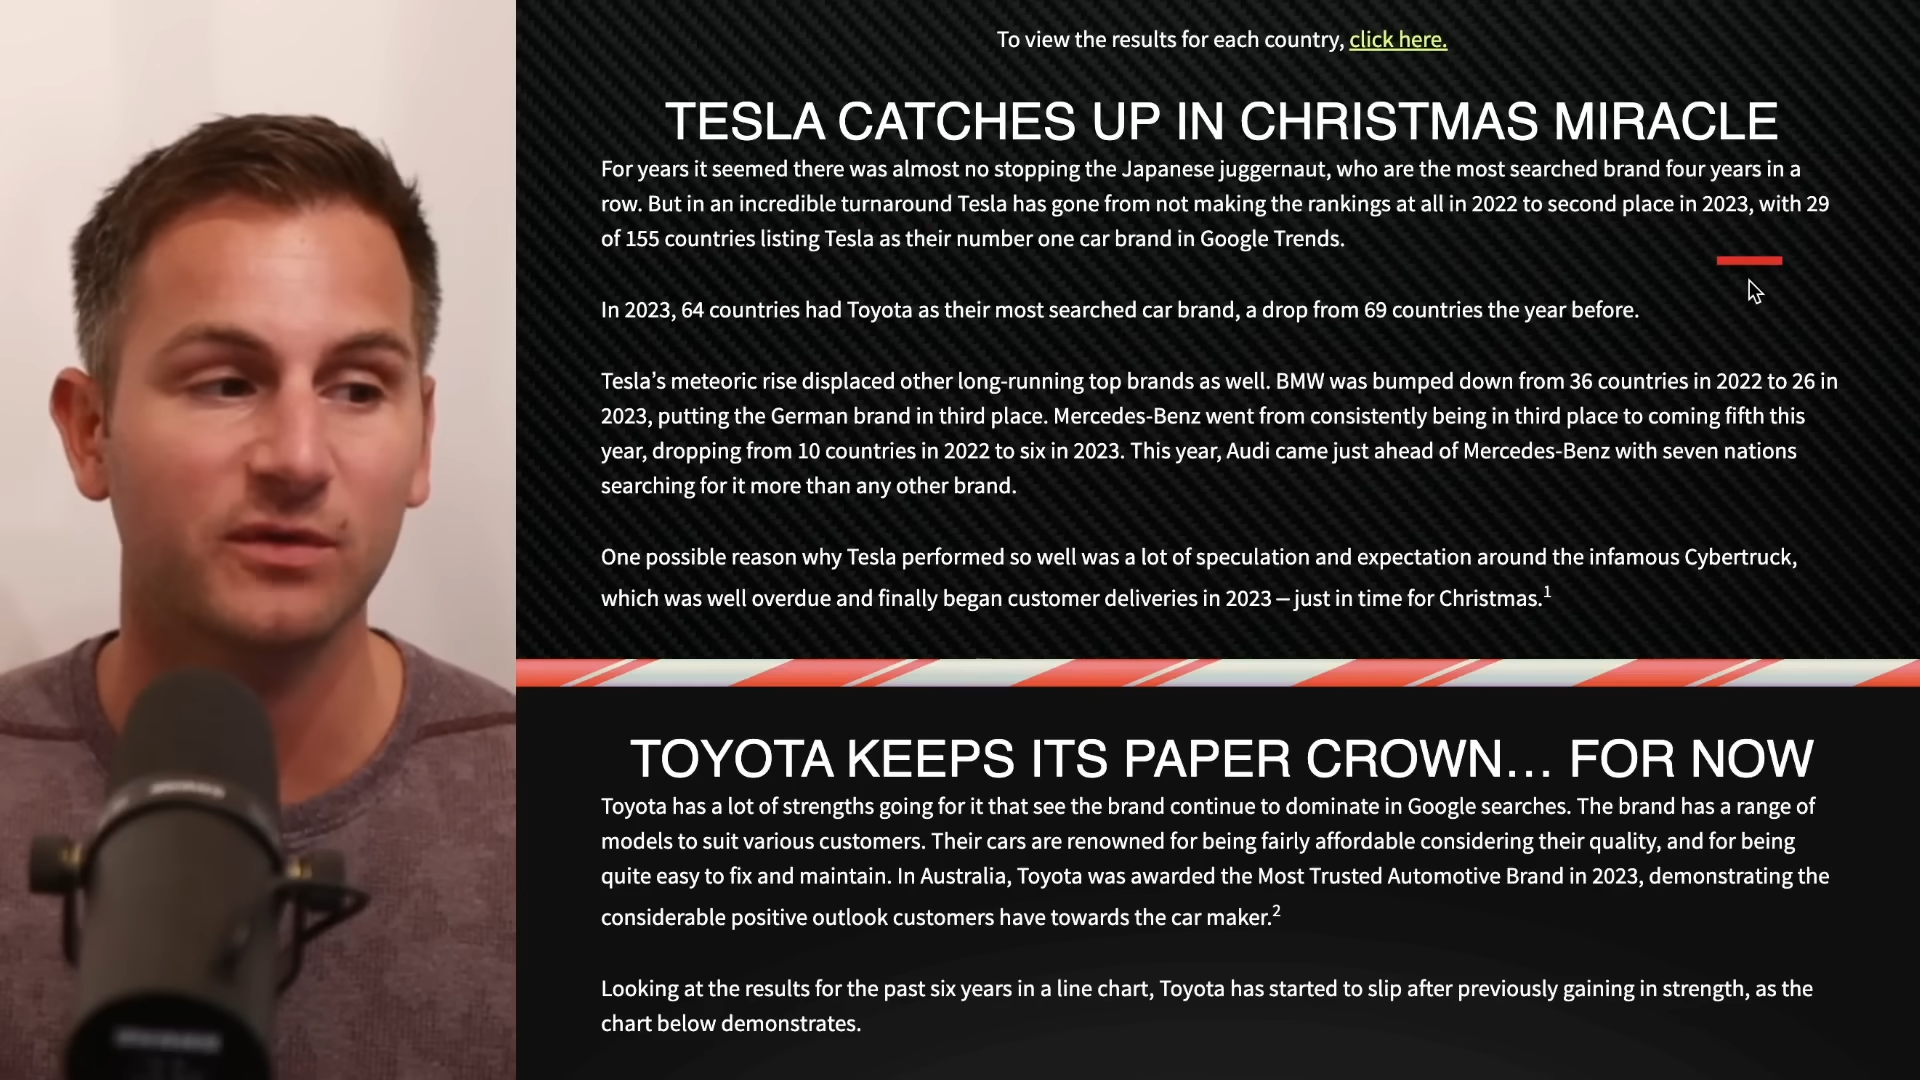 To view the results for each country, click here.
TESLA CATCHES UP IN CHRISTMAS MIRACLE
For years it seemed there was almost no stopping the Japanese juggernaut, who are the most searched brand four years in a
row. But in an incredible turnaround Tesla has gone from not making the rankings at all in 2022 to second place in 2023, with 29
of 155 countries listing Tesla as their number one car brand in Google Trends.
In 2023, 64 countries had Toyota as their most searched car brand, a drop from 69 countries the year before.
Tesla’s meteoric rise displaced other long-running top brands as well. BMW was bumped down from 36 countries in 2022 to 26 in
2023, putting the German brand in third place. Mercedes-Benz went from consistently being in third place to coming fifth this
year, dropping from 10 countries in 2022 to six in 2023. This year, Audi came just ahead of Mercedes-Benz with seven nations
searching for it more than any other brand.
One possible reason why Tesla performed so well was a lot of speculation and expectation around the infamous Cybertruck,
which was well overdue and finally began customer deliveries in 2023 – just in time for Christmas.1
TOYOTA KEEPS ITS PAPER CROWN... FOR NOW
Toyota has a lot of strengths going for it that see the brand continue to dominate in Google searches. The brand has a range of
models to suit various customers. Their cars are renowned for being fairly affordable considering their quality, and for being
quite easy to fix and maintain. In Australia, Toyota was awarded the Most Trusted Automotive Brand in 2023, demonstrating the
considerable positive outlook customers have towards the car maker.2
Looking at the results for the past six years in a line chart, Toyota has started to slip after previously gaining in strength, as the
chart below demonstrates.